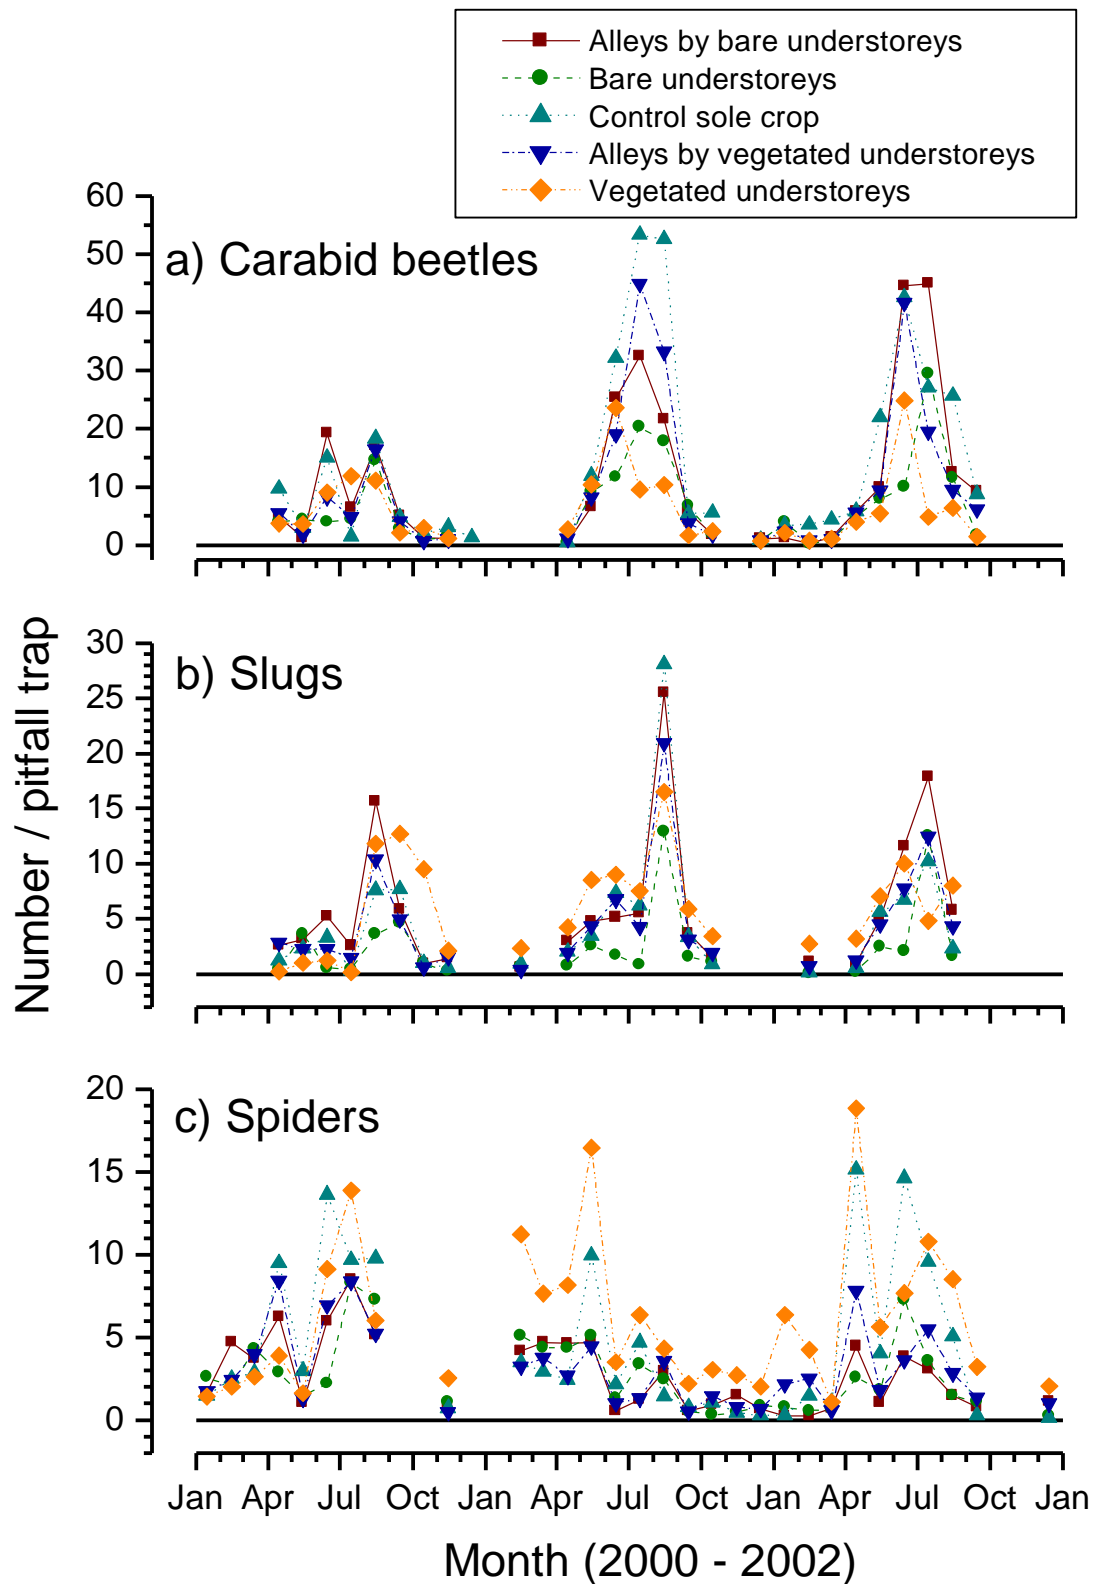 Alleys by bare understoreys
Bare understoreys
Control sole crop
Alleys by vegetated understoreys
Vegetated understoreys
60
50
40
30
20
10
0
a) Carabid beetles
Number / pitfall trap
30
25
20
15
10
5
0
b) Slugs
20
15
10
5
0
c) Spiders
Jan Apr Jul Oct Jan Apr Jul Oct Jan Apr Jul Oct Jan
Month (2000 - 2002)